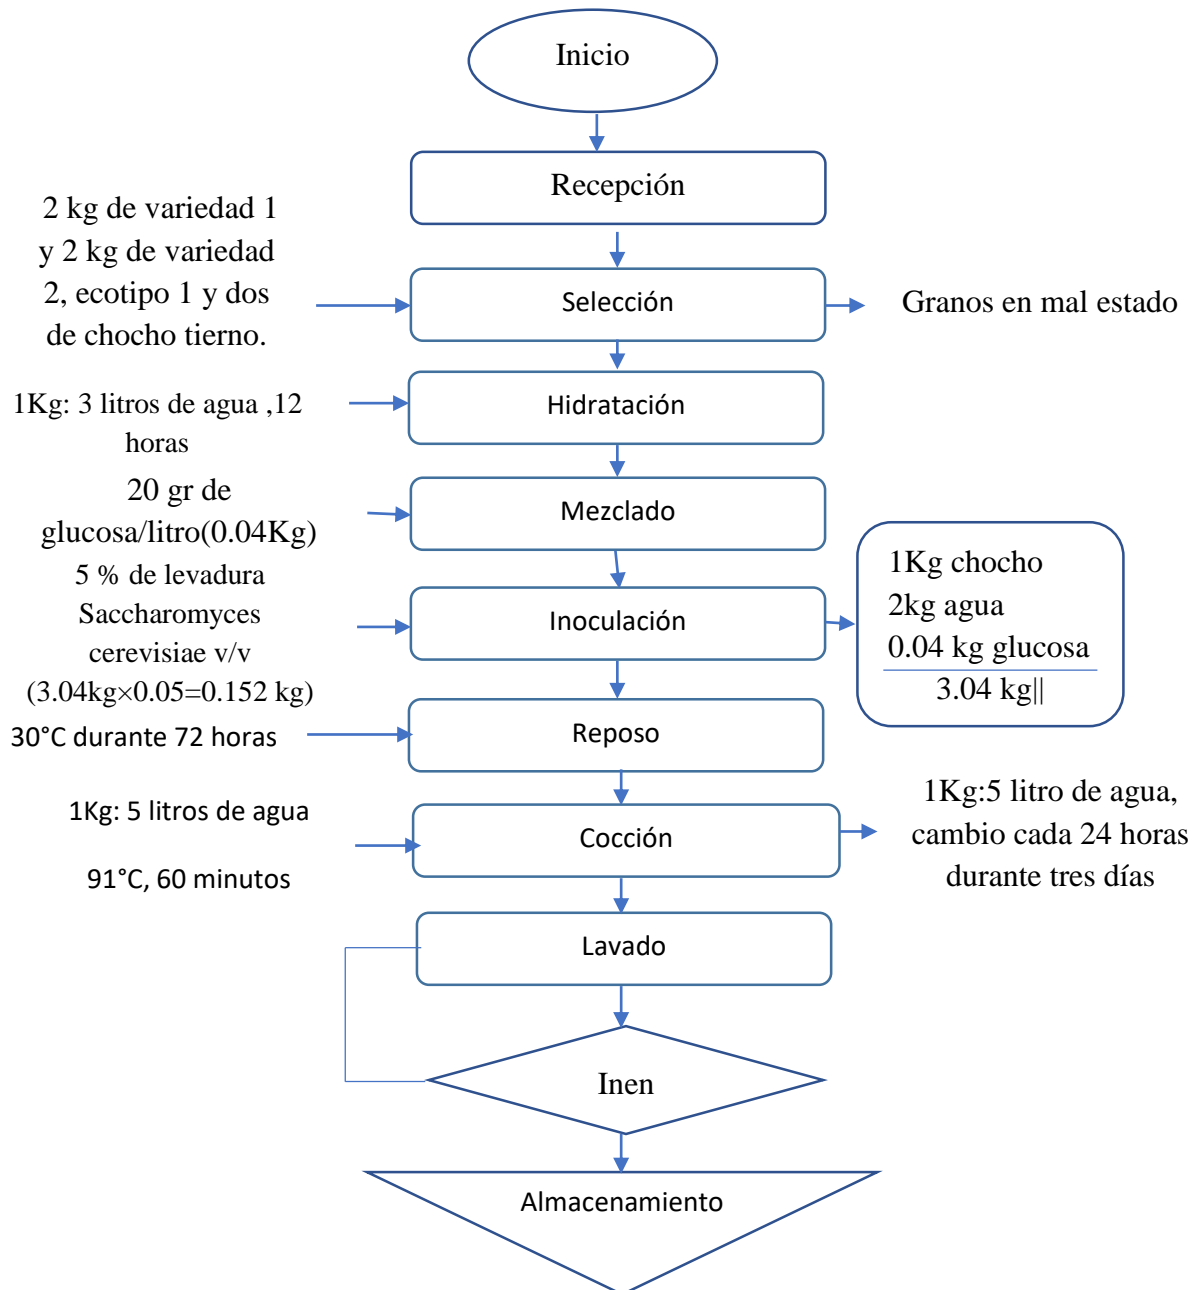 Inicio
Recepción
2 kg de variedad 1
y 2 kg de variedad
2, ecotipo 1 y dos
de chocho tierno.
Selección
Granos en mal estado
1Kg: 3 litros de agua ,12
horas
Hidratación
20 gr de
glucosa/litro(0.04Kg)
Mezclado
5 % de levadura
Saccharomyces
cerevisiae v/v
(3.04kg×0.05=0.152 kg)
Inoculación
1Kg chocho
2kg agua
0.04 kg glucosa
3.04 kg||
30°C durante 72 horas
Reposo
1Kg: 5 litros de agua
91°C, 60 minutos
Cocción
1Kg:5 litro de agua,
cambio cada 24 horas
durante tres días
Lavado
Inen
Almacenamiento